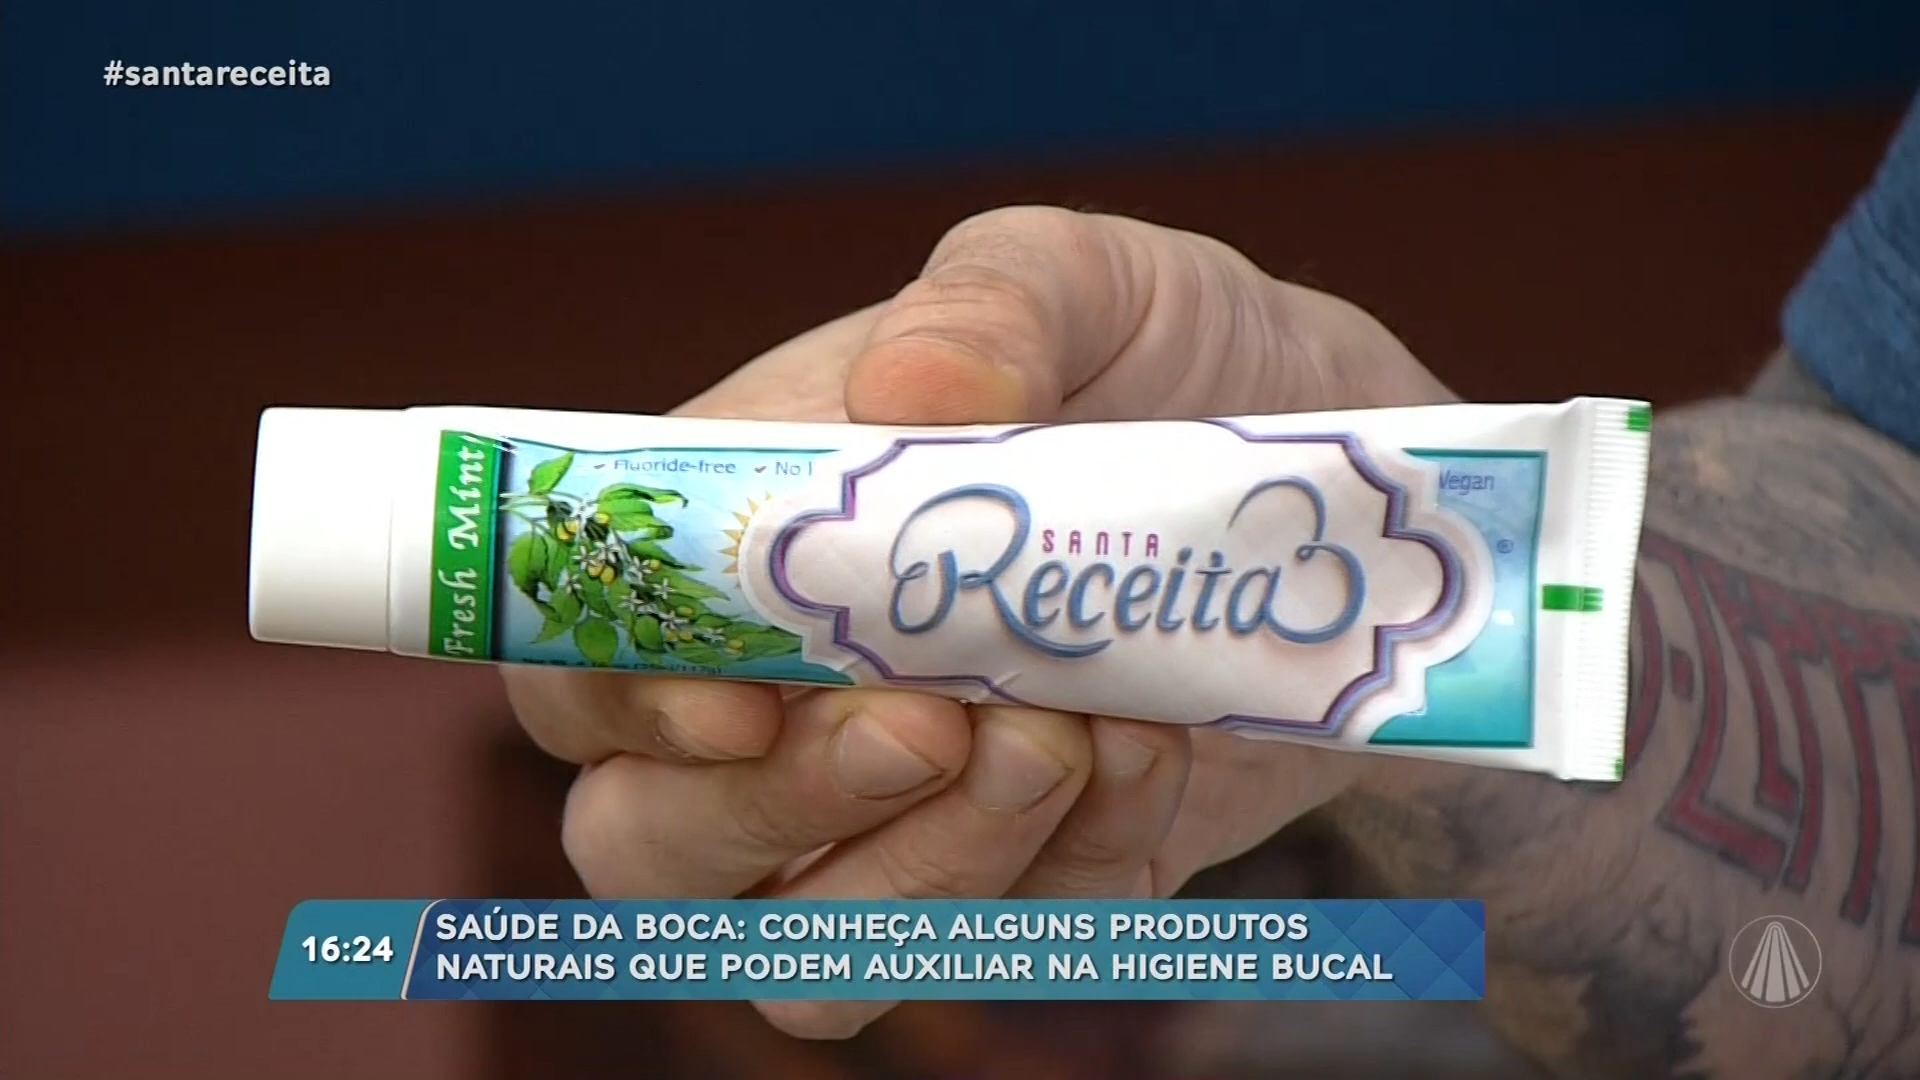 #santareceita
Fresh Mint
Fluoride-free
No
Vegan
®
SANTA
Receita
16:24
SAÚDE DA BOCA: CONHEÇA ALGUNS PRODUTOS
NATURAIS QUE PODEM AUXILIAR NA HIGIENE BUCAL